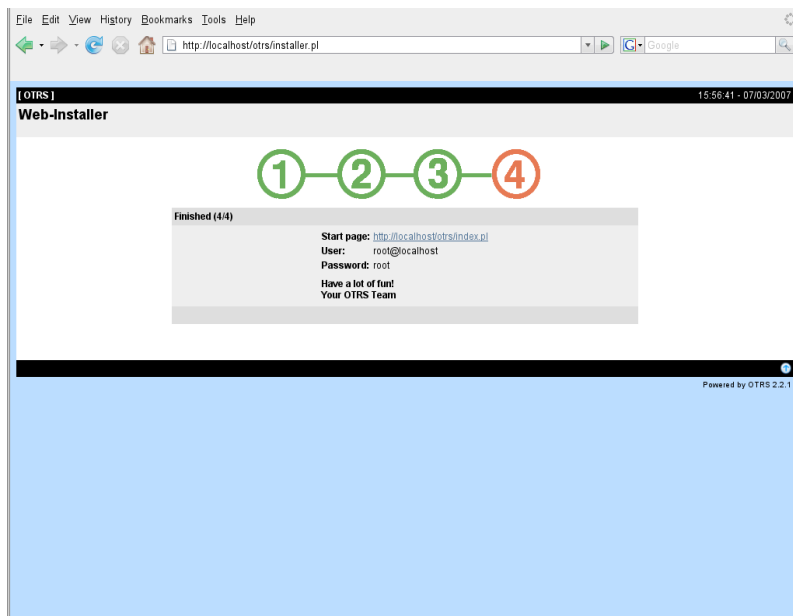 File Edit View History Bookmarks Tools Help
http://localhost/otrs/installer.pl G Google
[ OTRS ] 15:56:41 - 07/03/2007
Web-Installer
1 2 3 4
Finished (4/4)
Start page: http://localhost/otrs/index.pl
User: root@localhost
Password: root
Have a lot of fun!
Your OTRS Team
Powered by OTRS 2.2.1